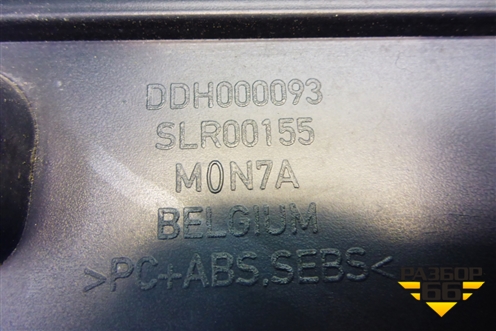 DDH000093
SLR00155
M0N7A
BELGIUM
>PC+ABS,SEBS<
РАЗБОР
66